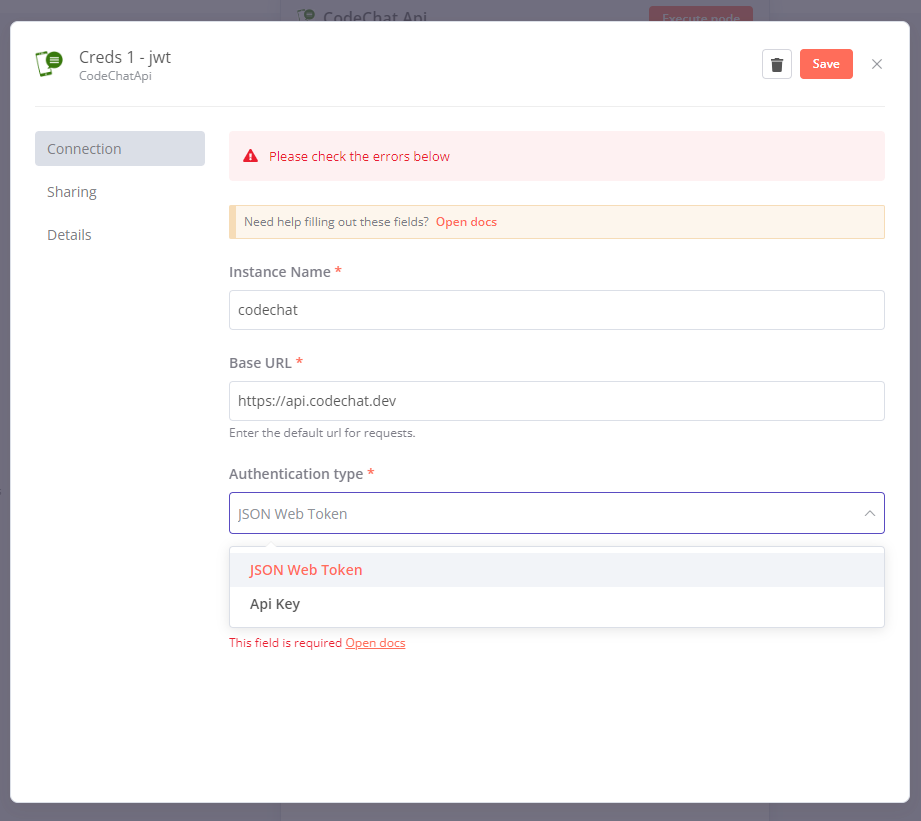 CodeChat Api
Execute node
Creds 1 - jwt
CodeChatApi
Save
Connection
Sharing
Details
Please check the errors below
Need help filling out these fields? Open docs
Instance Name *
codechat
Base URL *
https://api.codechat.dev
Enter the default url for requests.
Authentication type *
JSON Web Token
JSON Web Token
Api Key
This field is required Open docs